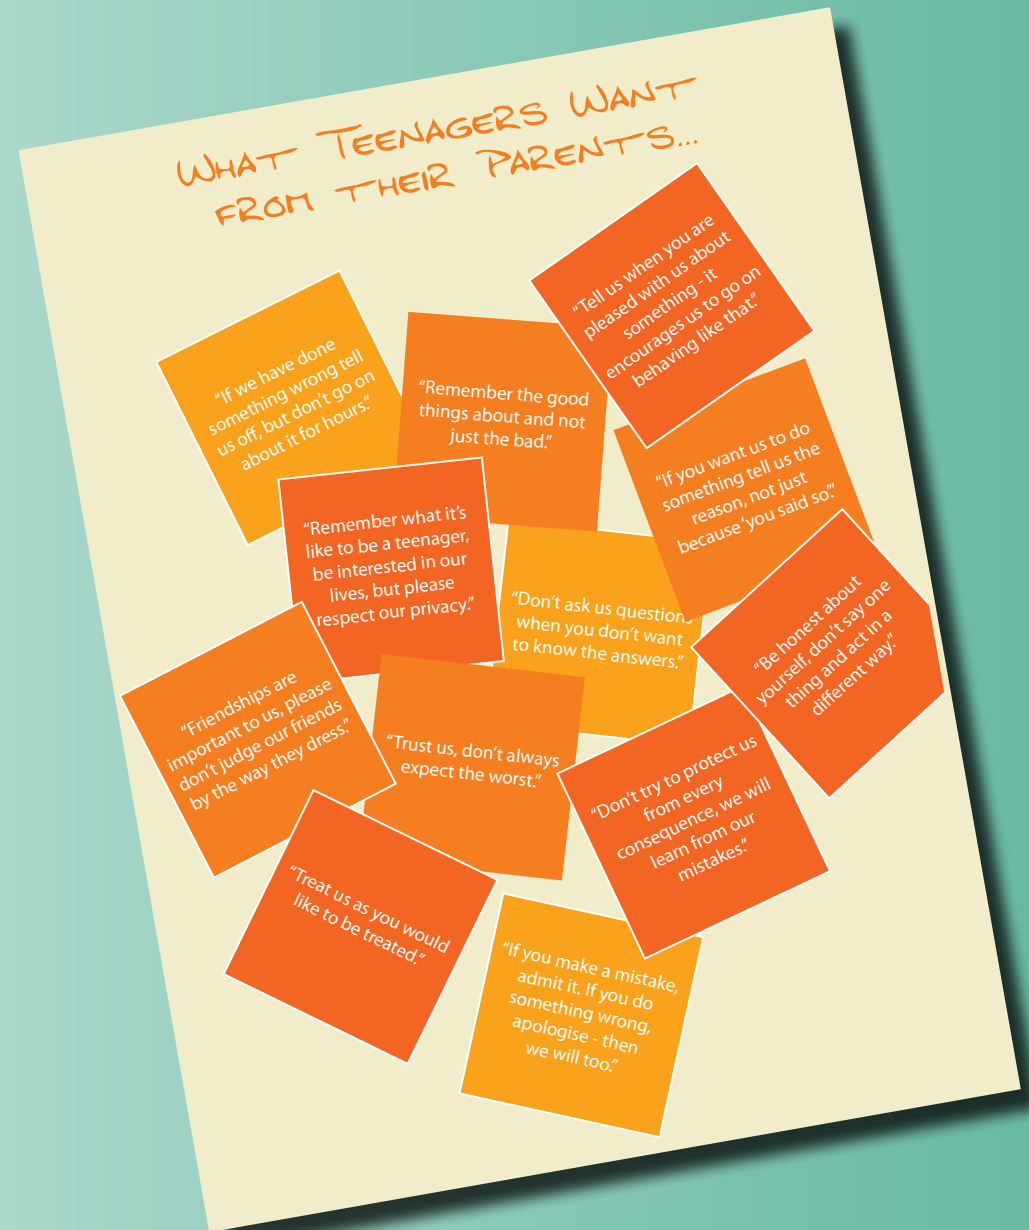 What Teenagers Want
from their Parents...
“Tell us when you are
pleased with us about
something - it
encourages us to go on
behaving like that.”
“If we have done
something wrong tell
us off, but don’t go on
about it for hours.”
“Remember the good
things about and not
just the bad.”
“If you want us to do
something tell us the
reason, not just
because ‘you said so’.”
“Remember what it’s
like to be a teenager,
be interested in our
lives, but please
respect our privacy.”
“Don’t ask us questions
when you don’t want
to know the answers.”
“Be honest about
yourself, don’t say one
thing and act in a
different way.”
“Friendships are
important to us, please
don’t judge our friends
by the way they dress.”
“Trust us, don’t always
expect the worst.”
“Don’t try to protect us
from every
consequence, we will
learn from our
mistakes.”
“Treat us as you would
like to be treated.”
“If you make a mistake,
admit it. If you do
something wrong,
apologise - then
we will too.”